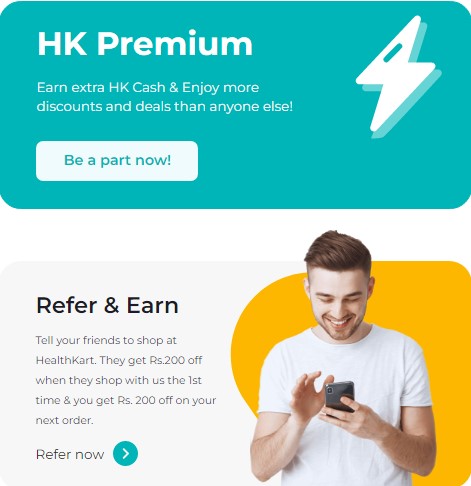 HK Premium
Earn extra HK Cash & Enjoy more
discounts and deals than anyone else!
Be a part now!
Refer & Earn
Tell your friends to shop at
HealthKart. They get Rs.200 off
when they shop with us the 1st
time & you get Rs. 200 off on your
next order.
Refer now